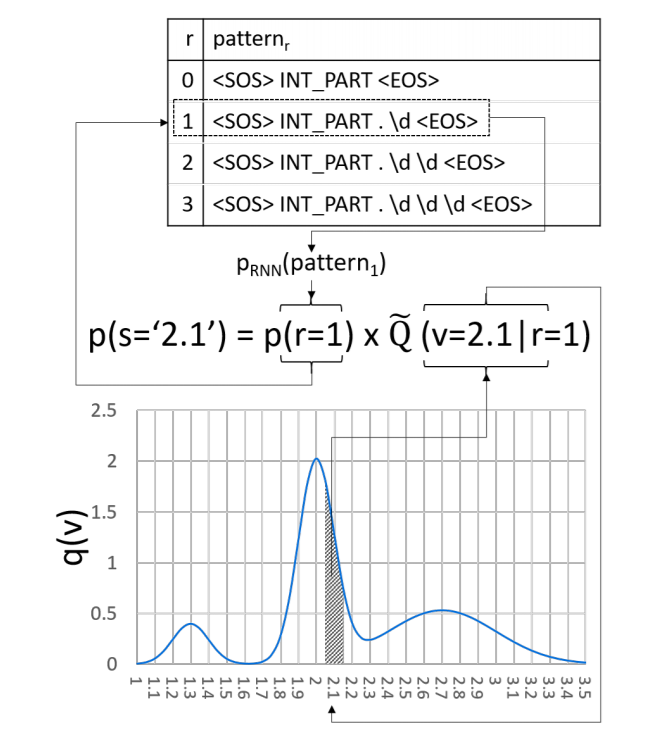 r pattern_r
0 <SOS> INT_PART <EOS>
1 <SOS> INT_PART . \d <EOS>
2 <SOS> INT_PART . \d \d <EOS>
3 <SOS> INT_PART . \d \d \d <EOS>
p_RNN(pattern_1)
p(s=‘2.1’) = p(r=1) x Q̃ (v=2.1|r=1)
2.5
2
1.5
1
0.5
0
q(v)
1 1.1 1.2 1.3 1.4 1.5 1.6 1.7 1.8 1.9 2 2.1 2.2 2.3 2.4 2.5 2.6 2.7 2.8 2.9 3 3.1 3.2 3.3 3.4 3.5